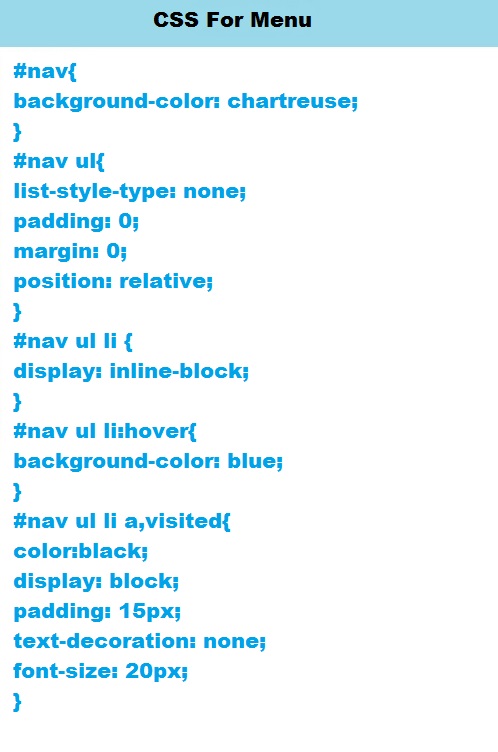 CSS For Menu
#nav{
background-color: chartreuse;
}
#nav ul{
list-style-type: none;
padding: 0;
margin: 0;
position: relative;
}
#nav ul li {
display: inline-block;
}
#nav ul li:hover{
background-color: blue;
}
#nav ul li a,visited{
color:black;
display: block;
padding: 15px;
text-decoration: none;
font-size: 20px;
}